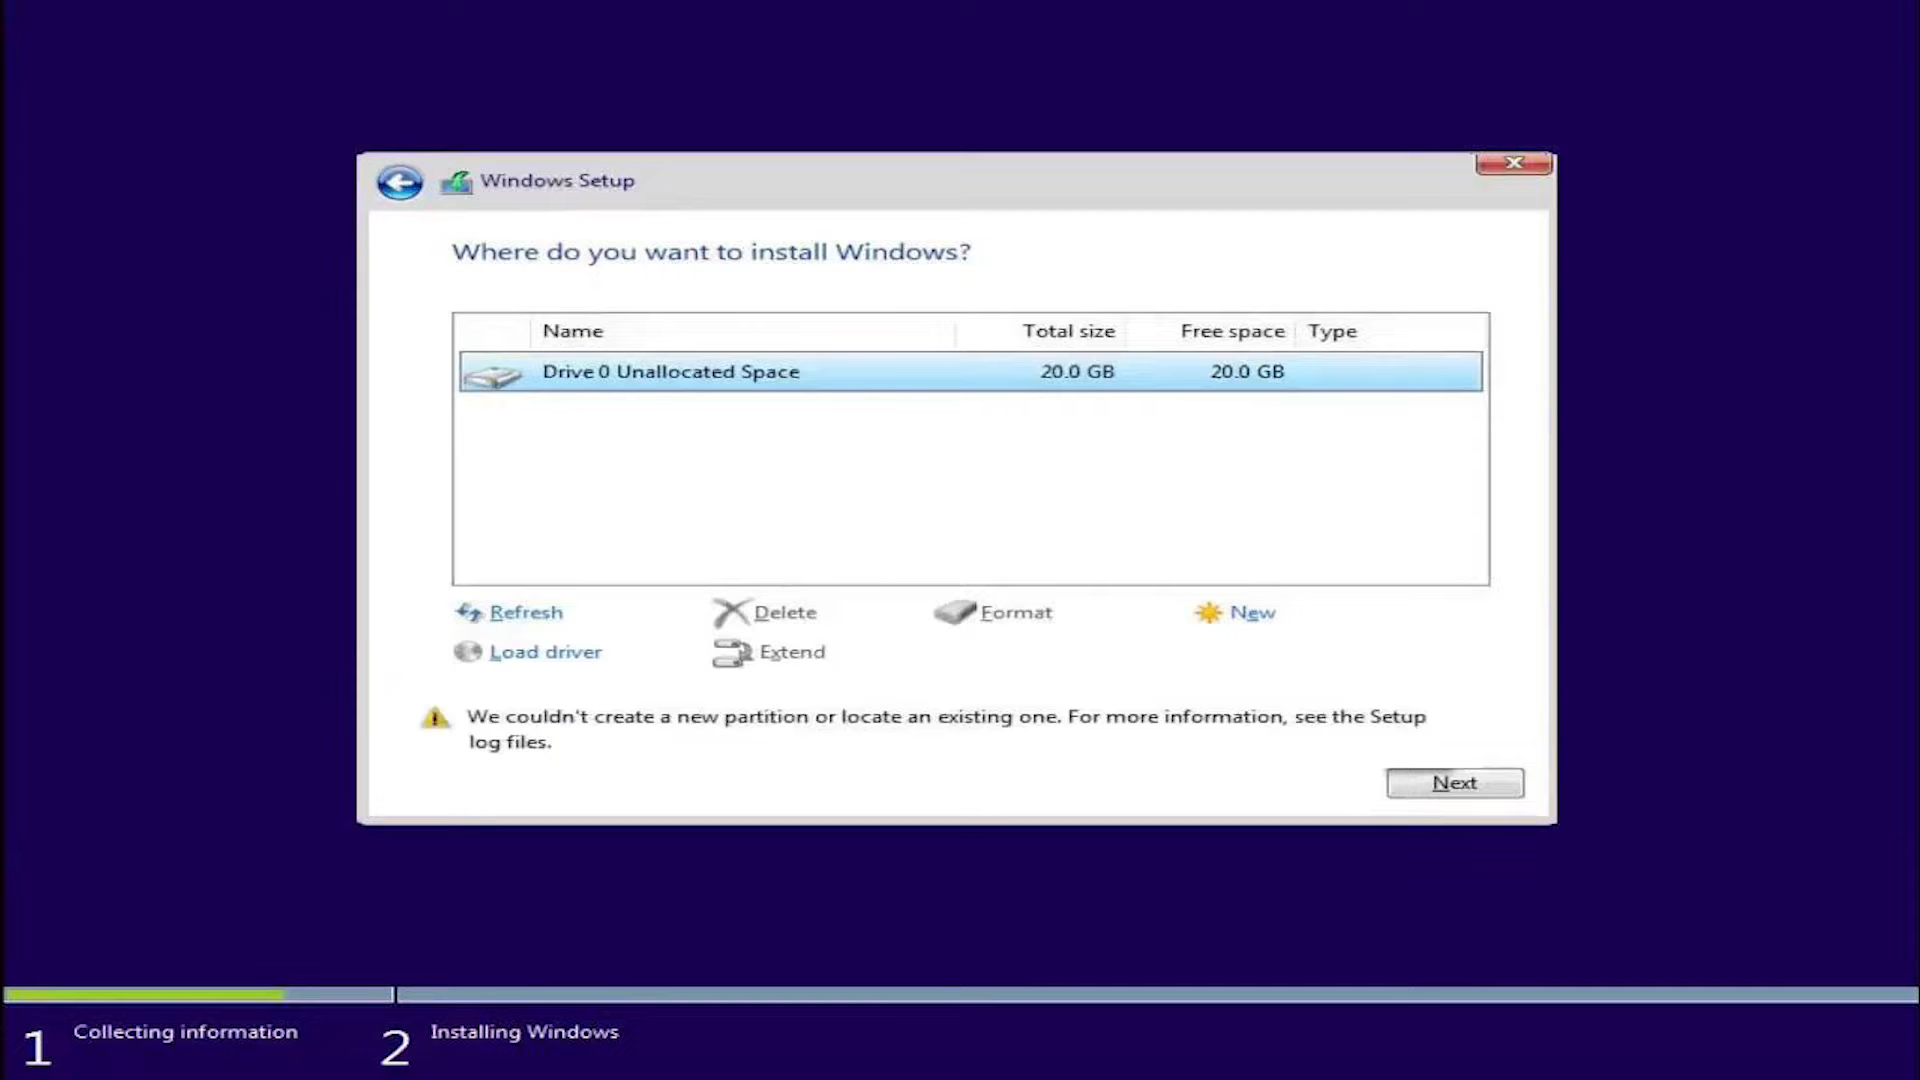 Windows Setup
Where do you want to install Windows?
Name Total size Free space Type
Drive 0 Unallocated Space 20.0 GB 20.0 GB
Refresh Delete Format New
Load driver Extend
We couldn't create a new partition or locate an existing one. For more information, see the Setup
log files.
Next
1 Collecting information 2 Installing Windows